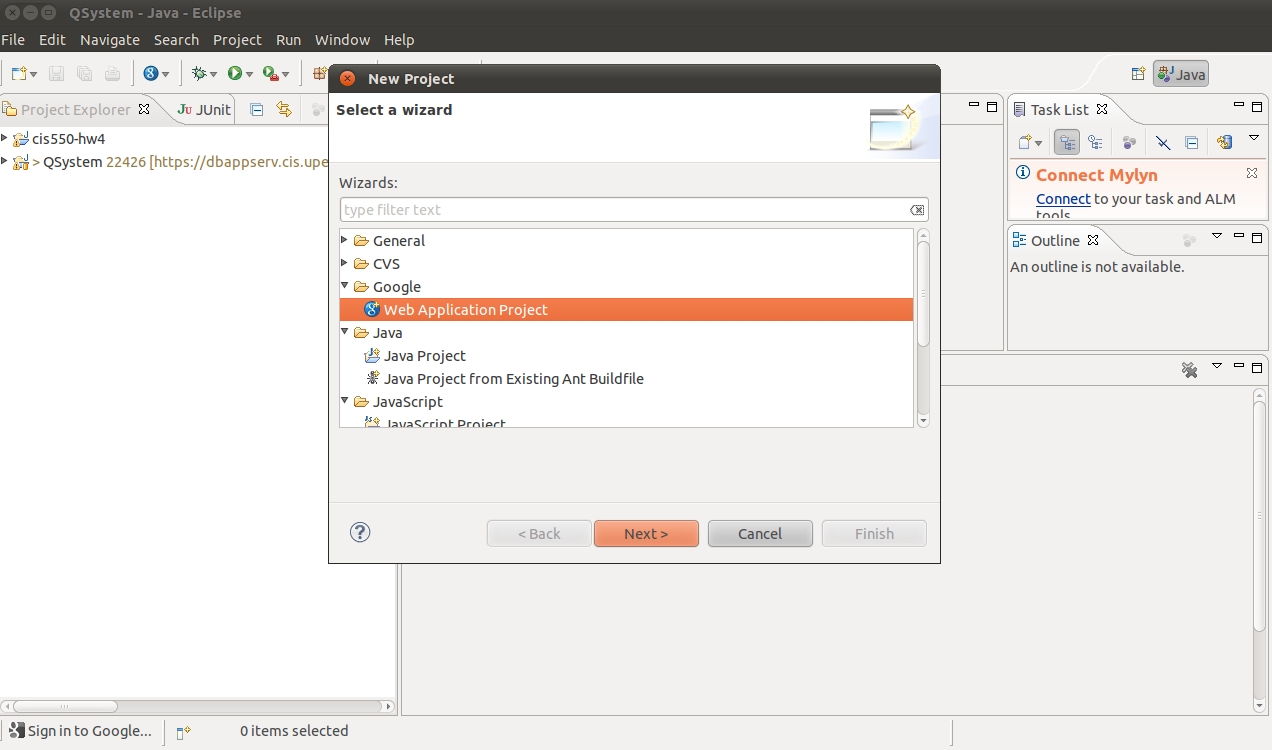 QSystem - Java - Eclipse
File Edit Navigate Search Project Run Window Help
Java
New Project
Project Explorer
JUnit
Select a wizard
Task List
cis550-hw4
> QSystem 22426 [https://dbappserv.cis.upe
Connect Mylyn
Connect to your task and ALM
tools.
Wizards:
type filter text
General
CVS
Google
Web Application Project
Java
Java Project
Java Project from Existing Ant Buildfile
JavaScript
JavaScript Project
Outline
An outline is not available.
< Back Next > Cancel Finish
Sign in to Google...
0 items selected